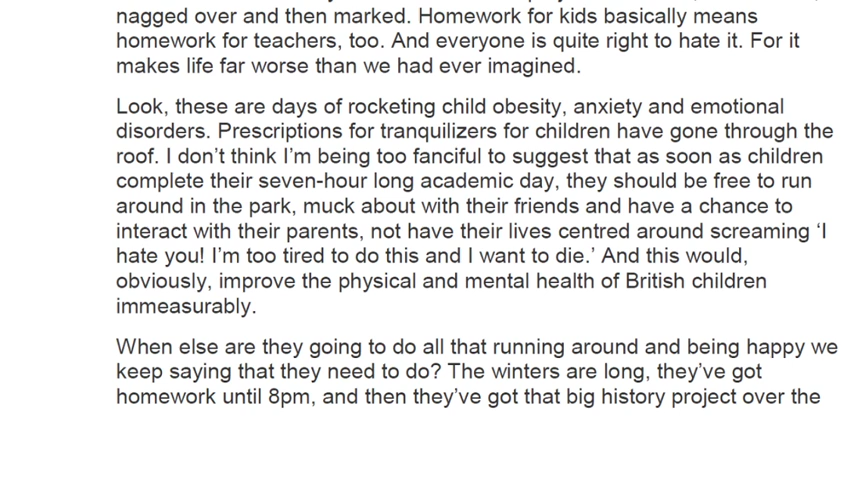 nagged over and then marked. Homework for kids basically means
homework for teachers, too. And everyone is quite right to hate it. For it
makes life far worse than we had ever imagined.
Look, these are days of rocketing child obesity, anxiety and emotional
disorders. Prescriptions for tranquilizers for children have gone through the
roof. I don’t think I’m being too fanciful to suggest that as soon as children
complete their seven-hour long academic day, they should be free to run
around in the park, muck about with their friends and have a chance to
interact with their parents, not have their lives centred around screaming ‘I
hate you! I’m too tired to do this and I want to die.’ And this would,
obviously, improve the physical and mental health of British children
immeasurably.
When else are they going to do all that running around and being happy we
keep saying that they need to do? The winters are long, they’ve got
homework until 8pm, and then they’ve got that big history project over the